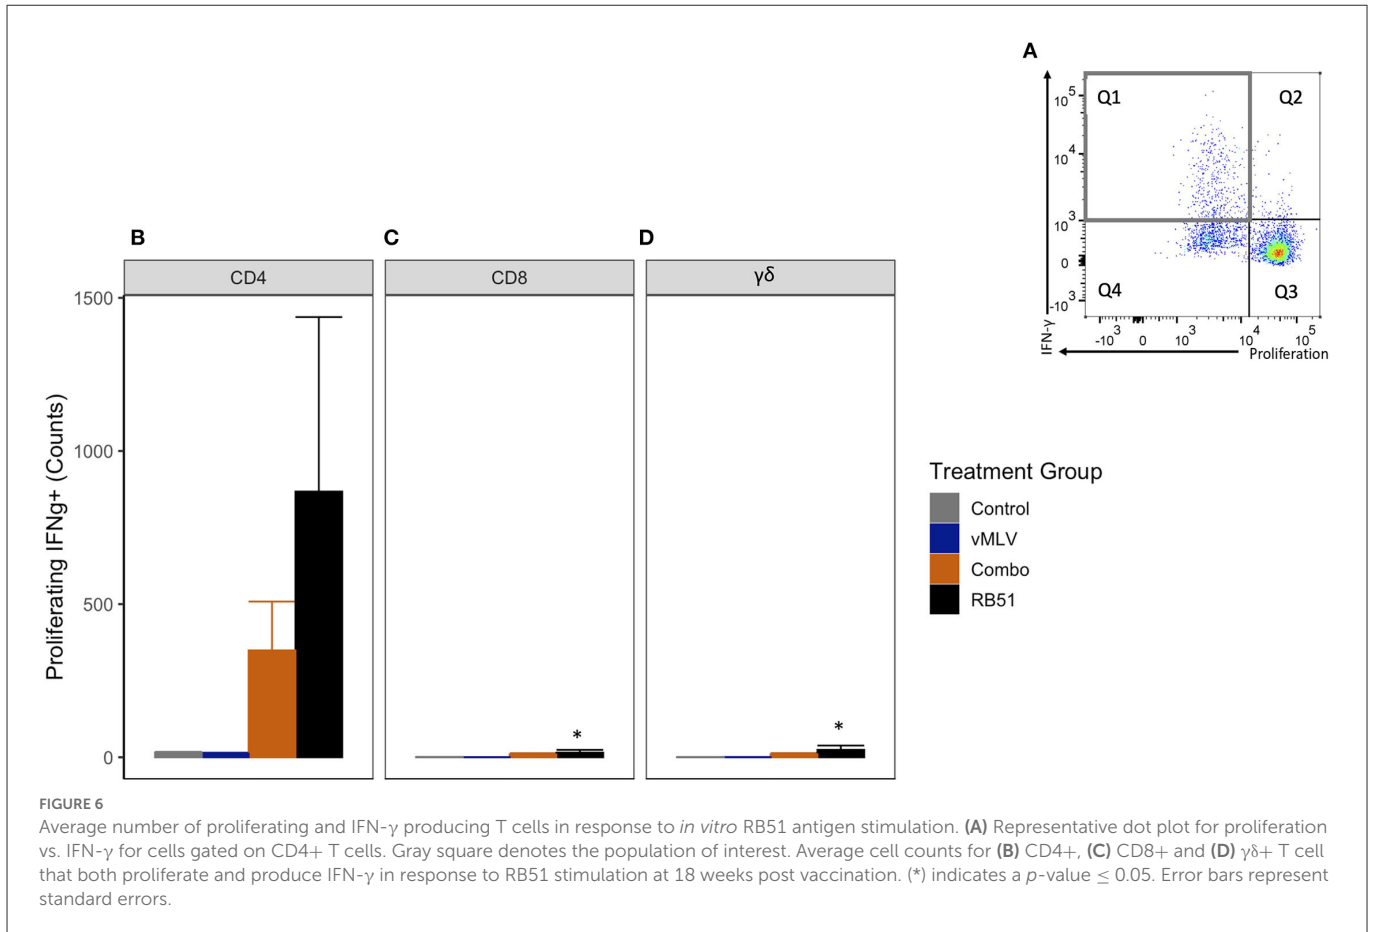 A
Q1
Q2
Q3
Q4
10^5
10^4
10^3
0
-10^3
IFN-γ
-10^3 0 10^3 10^4 10^5
Proliferation
B
C
D
CD4
CD8
γδ
Proliferating IFNg+ (Counts)
1500
1000
500
0
*
*
Treatment Group
Control
vMLV
Combo
RB51
FIGURE 6
Average number of proliferating and IFN-γ producing T cells in response to in vitro RB51 antigen stimulation. (A) Representative dot plot for proliferation
vs. IFN-γ for cells gated on CD4+ T cells. Gray square denotes the population of interest. Average cell counts for (B) CD4+, (C) CD8+ and (D) γδ+ T cell
that both proliferate and produce IFN-γ in response to RB51 stimulation at 18 weeks post vaccination. (*) indicates a p-value ≤ 0.05. Error bars represent
standard errors.